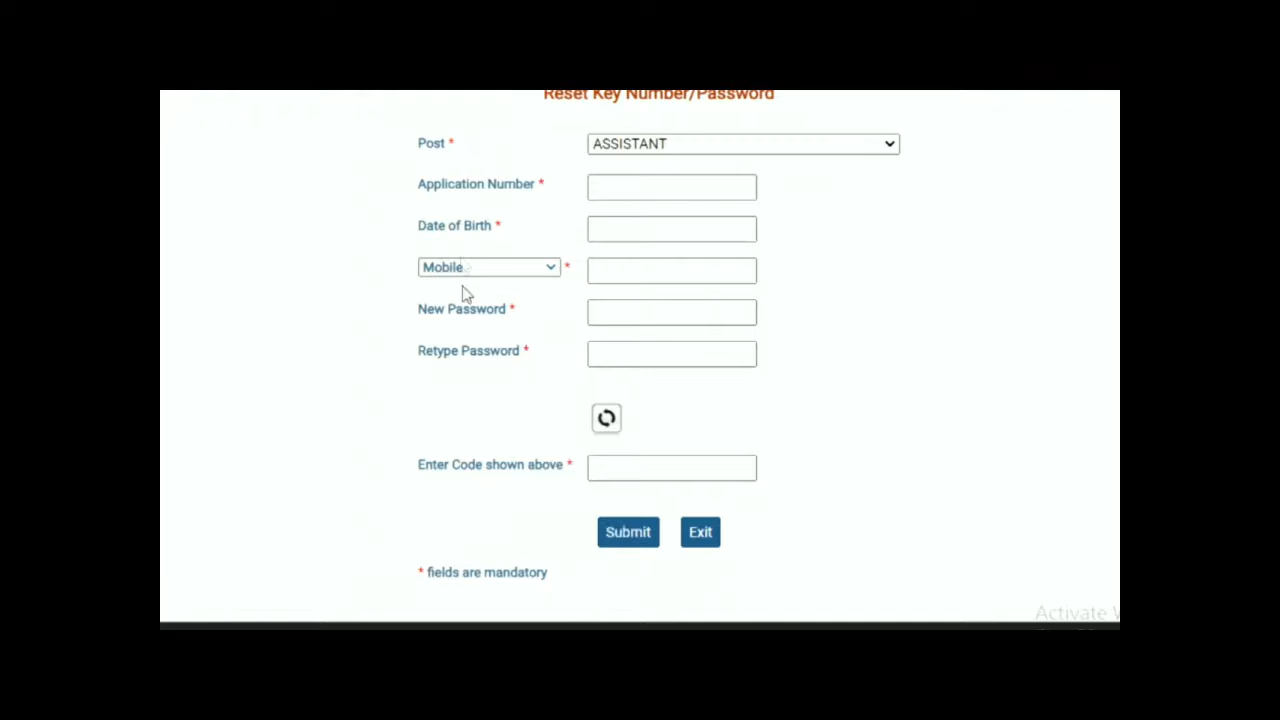 Reset Key Number/Password
Post * ASSISTANT
Application Number *
Date of Birth *
Mobile *
New Password *
Retype Password *
Enter Code shown above *
Submit Exit
* fields are mandatory
Activate